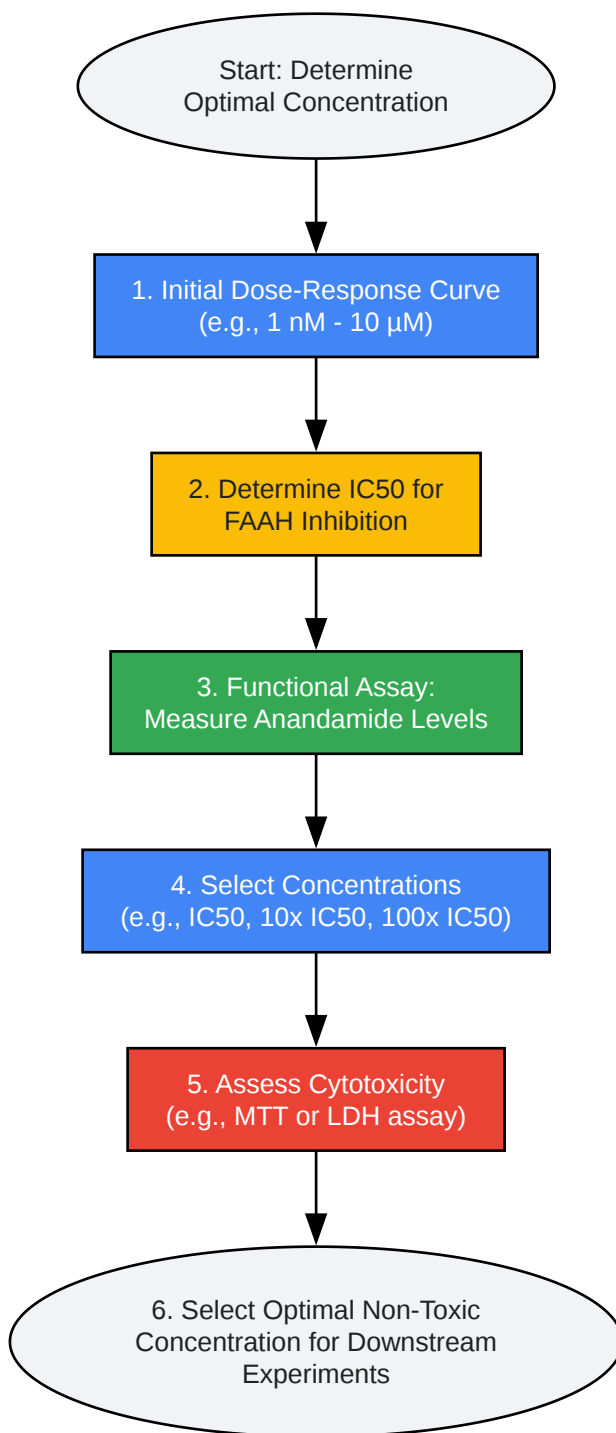 Start: Determine
Optimal Concentration
1. Initial Dose-Response Curve
(e.g., 1 nM - 10 µM)
2. Determine IC50 for
FAAH Inhibition
3. Functional Assay:
Measure Anandamide Levels
4. Select Concentrations
(e.g., IC50, 10x IC50, 100x IC50)
5. Assess Cytotoxicity
(e.g., MTT or LDH assay)
6. Select Optimal Non-Toxic
Concentration for Downstream
Experiments